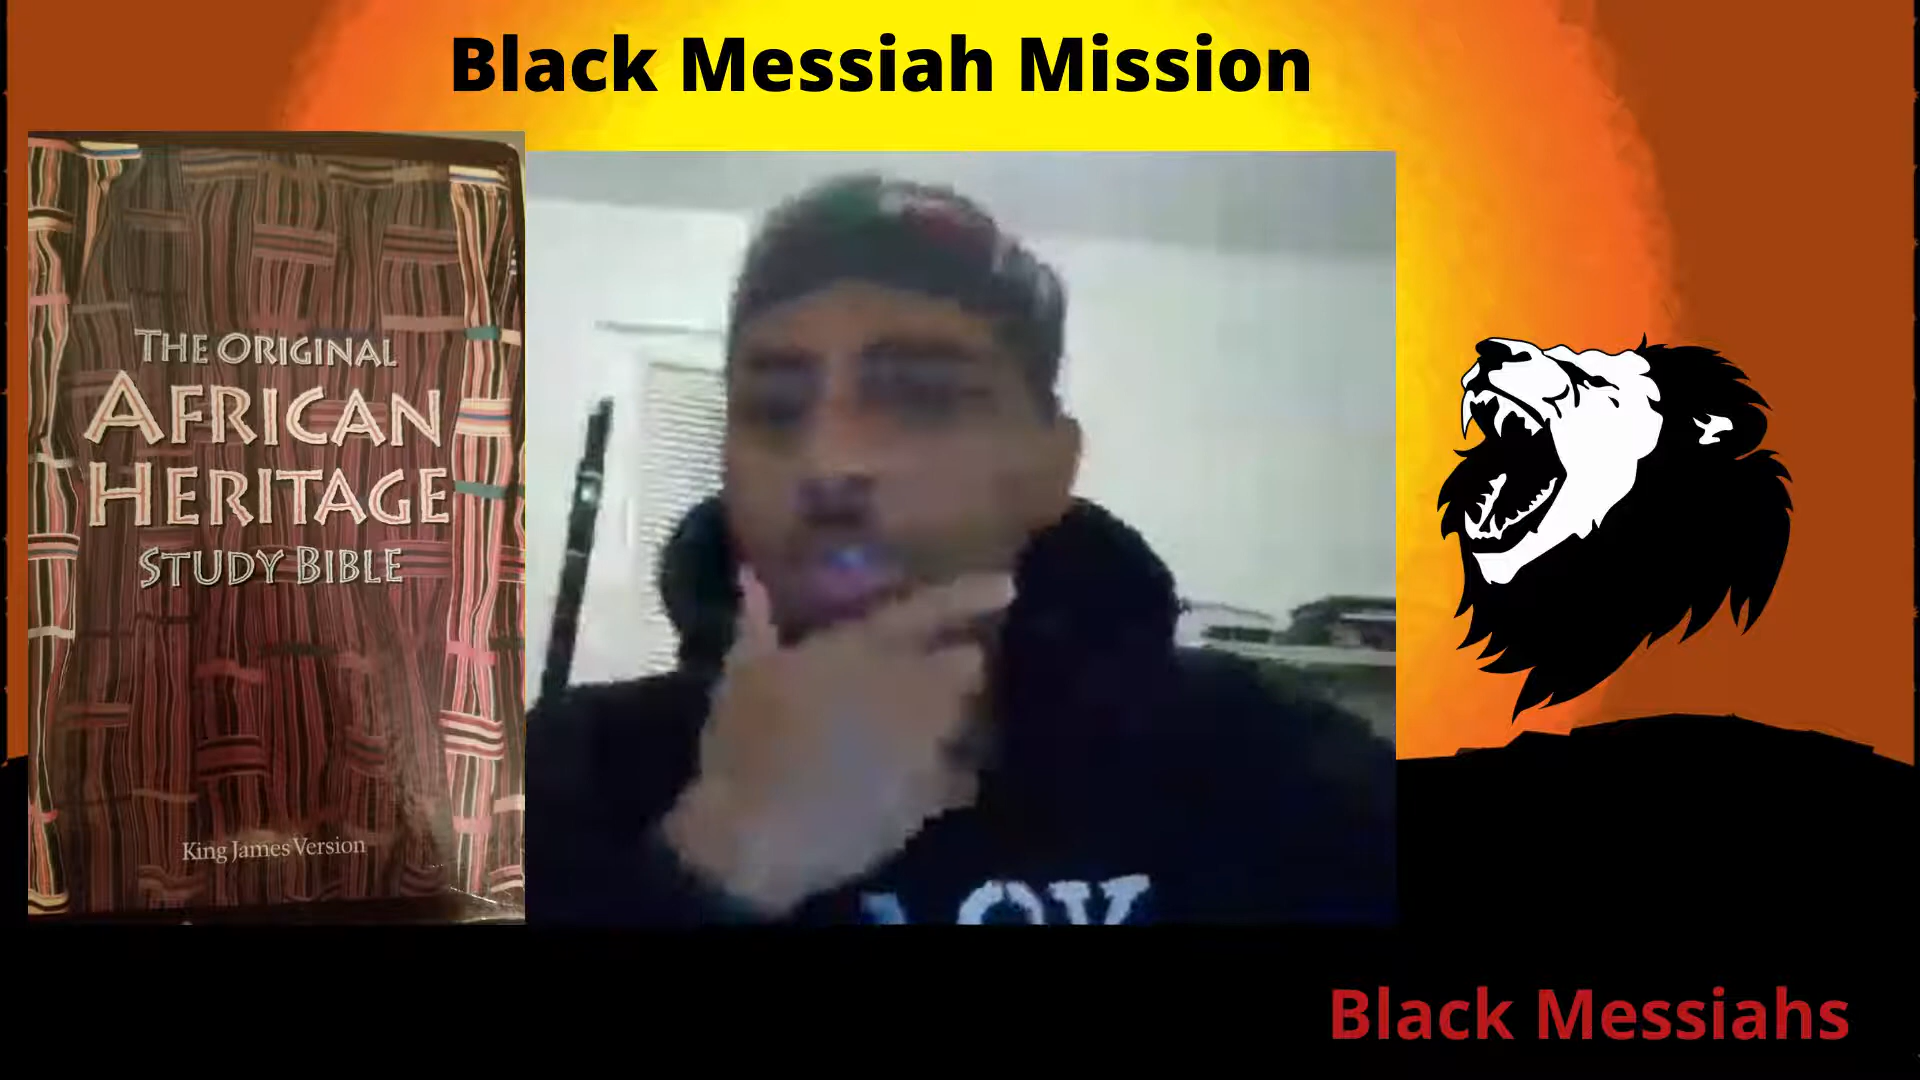 Black Messiah Mission
THE ORIGINAL
AFRICAN
HERITAGE
STUDY BIBLE
King James Version
Black Messiahs